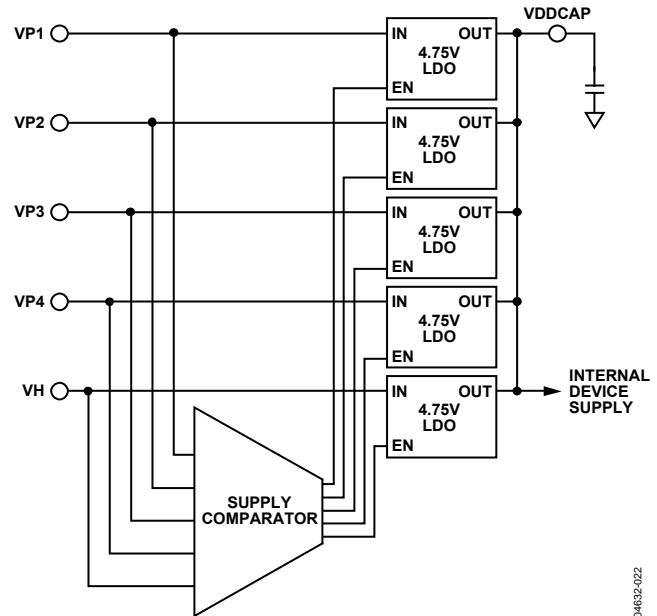 VP1
IN OUT
4.75V
LDO
EN
VDDCAP
VP2
IN OUT
4.75V
LDO
EN
VP3
IN OUT
4.75V
LDO
EN
VP4
IN OUT
4.75V
LDO
EN
VH
IN OUT
4.75V
LDO
EN
INTERNAL
DEVICE
SUPPLY
SUPPLY
COMPARATOR
04632-022